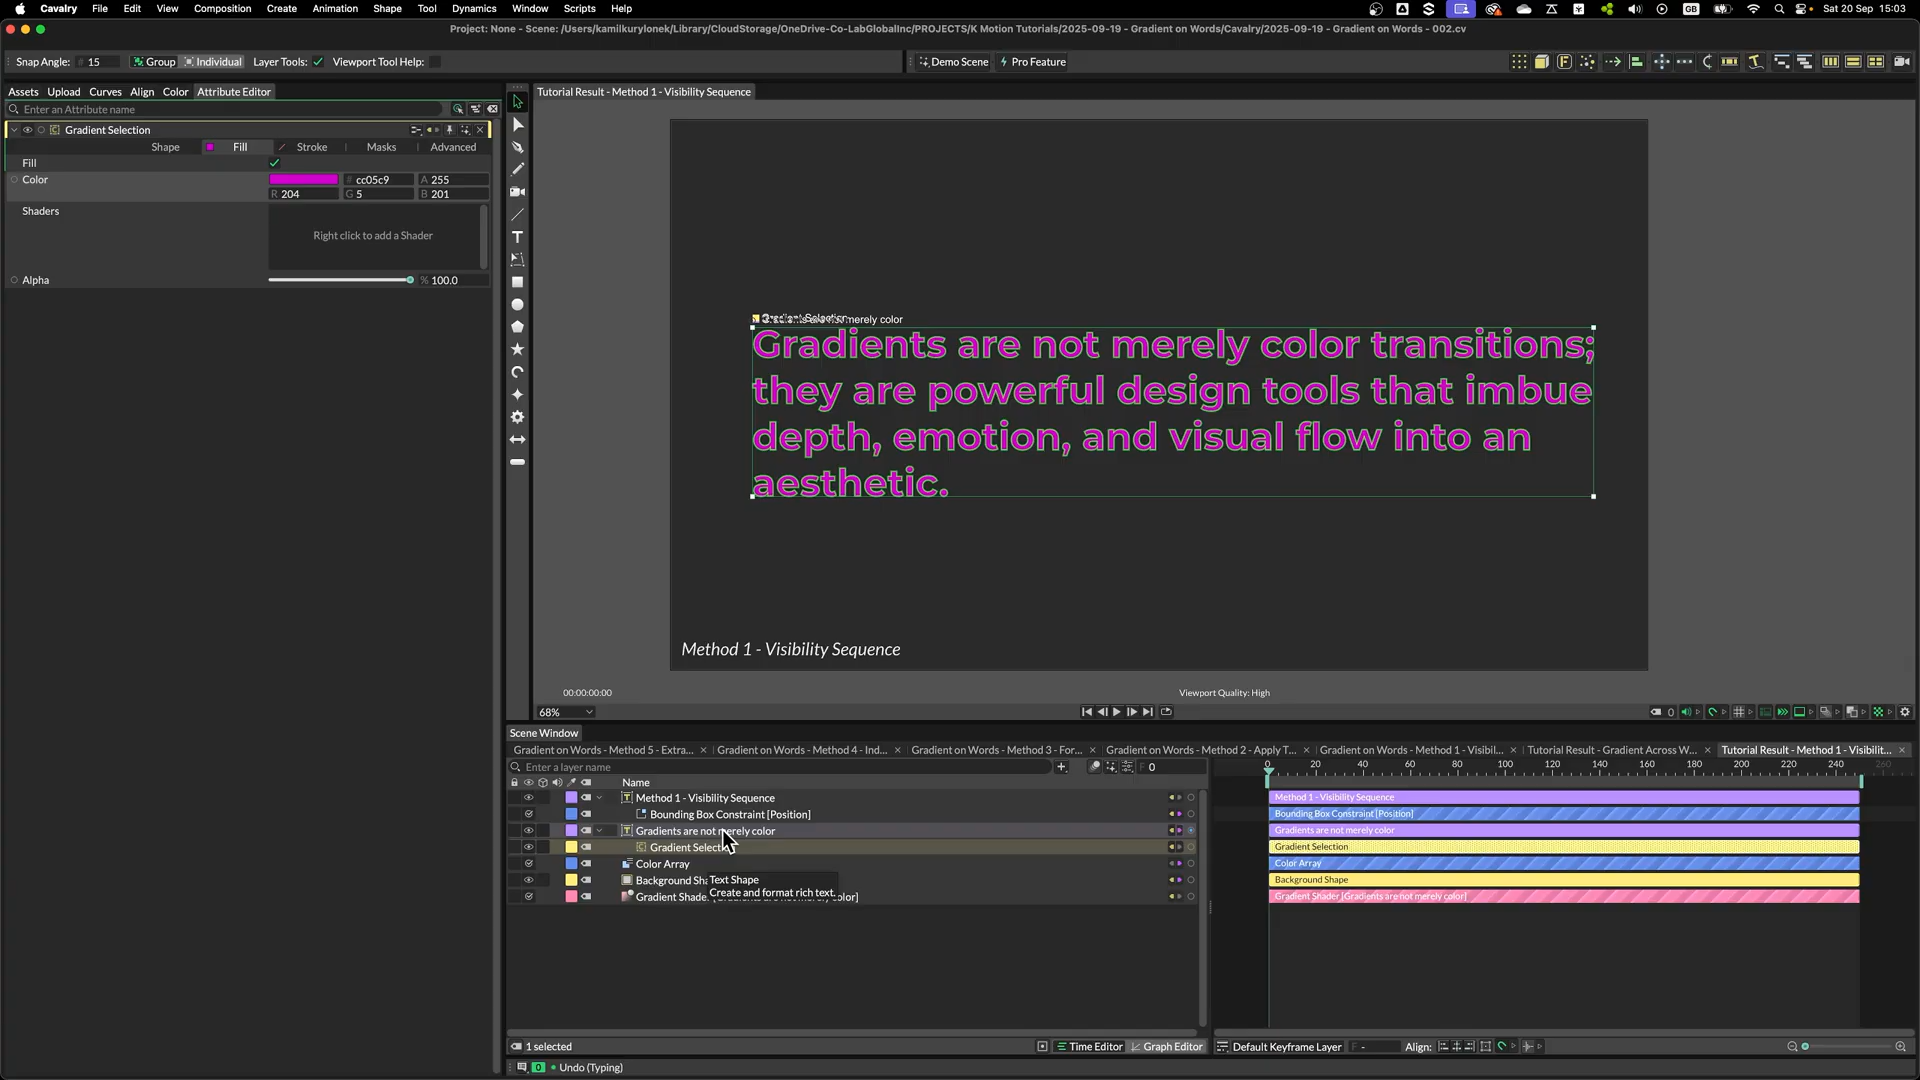 Cavalry File Edit View Composition Create Animation Shape Tool Dynamics Window Scripts Help
GB
Sat 20 Sep 15:03
Project: None - Scene: /Users/kamilkurylonek/Library/CloudStorage/OneDrive-Co-LabGlobalInc/PROJECTS/K Motion Tutorials/2025-09-19 - Gradient on Words/Cavalry/2025-09-19 - Gradient on Words - 002.cv
Snap Angle: 15 Group Individual Layer Tools: Viewport Tool Help:
Demo Scene Pro Feature
Assets Upload Curves Align Color Attribute Editor
Tutorial Result - Method 1 - Visibility Sequence
Enter an Attribute name
Gradient Selection
Shape Fill Stroke Masks Advanced
Fill
Color # cc05c9 A 255
R 204 G 5 B 201
Shaders
Right click to add a Shader
Alpha % 100.0
merely color
Gradients are not merely color transitions;
they are powerful design tools that imbue
depth, emotion, and visual flow into an
aesthetic.
Method 1 - Visibility Sequence
00:00:00:00
Viewport Quality: High
68%
0
Scene Window
Gradient on Words - Method 5 - Extra...
Gradient on Words - Method 4 - Ind...
Gradient on Words - Method 3 - For...
Gradient on Words - Method 2 - Apply T...
Gradient on Words - Method 1 - Visibil...
Tutorial Result - Gradient Across W...
Tutorial Result - Method 1 - Visibilit...
Enter a layer name
F 0
0 20 40 60 80 100 120 140 160 180 200 220 240 260
Name
Method 1 - Visibility Sequence
Bounding Box Constraint [Position]
Gradients are not merely color
Gradient Selecti
Color Array
Background Sha
Gradient Shader
color]
Text Shape
Create and format rich text.
Method 1 - Visibility Sequence
Bounding Box Constraint [Position]
Gradients are not merely color
Gradient Selection
Color Array
Background Shape
Gradient Shader [Gradients are not merely color]
1 selected
Time Editor Graph Editor
Default Keyframe Layer F - Align:
0 Undo (Typing)